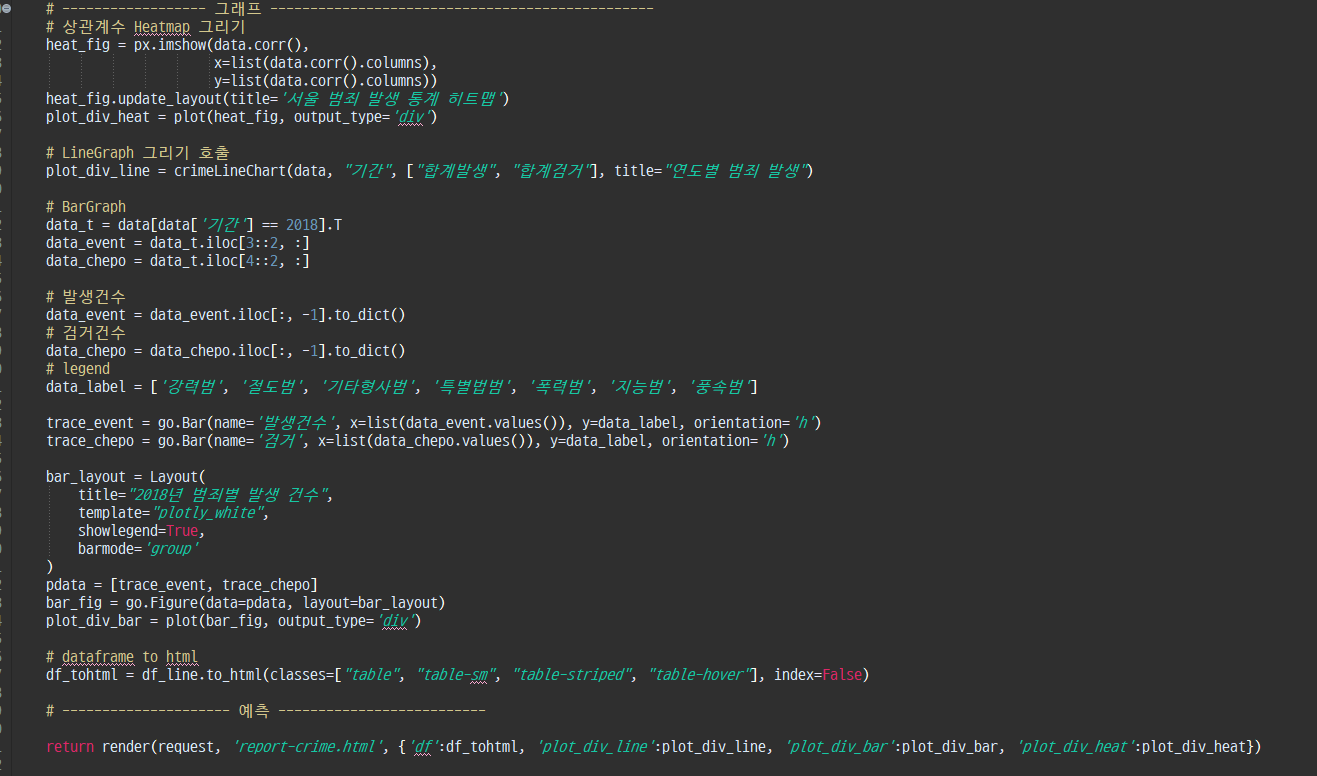 # ------------------ 그래프 ------------------------------------------------
# 상관계수 Heatmap 그리기
heat_fig = px.imshow(data.corr(),
x=list(data.corr().columns),
y=list(data.corr().columns))
heat_fig.update_layout(title='서울 범죄 발생 통계 히트맵')
plot_div_heat = plot(heat_fig, output_type='div')
# LineGraph 그리기 호출
plot_div_line = crimeLineChart(data, "기간", ["합계발생", "합계검거"], title="연도별 범죄 발생")
# BarGraph
data_t = data[data['기간'] == 2018].T
data_event = data_t.iloc[3::2, :]
data_chepo = data_t.iloc[4::2, :]
# 발생건수
data_event = data_event.iloc[:, -1].to_dict()
# 검거건수
data_chepo = data_chepo.iloc[:, -1].to_dict()
# legend
data_label = ['강력범', '절도범', '기타형사범', '특별법범', '폭력범', '지능범', '풍속범']
trace_event = go.Bar(name='발생건수', x=list(data_event.values()), y=data_label, orientation='h')
trace_chepo = go.Bar(name='검거', x=list(data_chepo.values()), y=data_label, orientation='h')
bar_layout = Layout(
title="2018년 범죄별 발생 건수",
template="plotly_white",
showlegend=True,
barmode='group'
)
pdata = [trace_event, trace_chepo]
bar_fig = go.Figure(data=pdata, layout=bar_layout)
plot_div_bar = plot(bar_fig, output_type='div')
# dataframe to html
df_tohtml = df_line.to_html(classes=["table", "table-sm", "table-striped", "table-hover"], index=False)
# --------------------- 예측 --------------------------
return render(request, 'report-crime.html', {'df':df_tohtml, 'plot_div_line':plot_div_line, 'plot_div_bar':plot_div_bar, 'plot_div_heat':plot_div_heat})